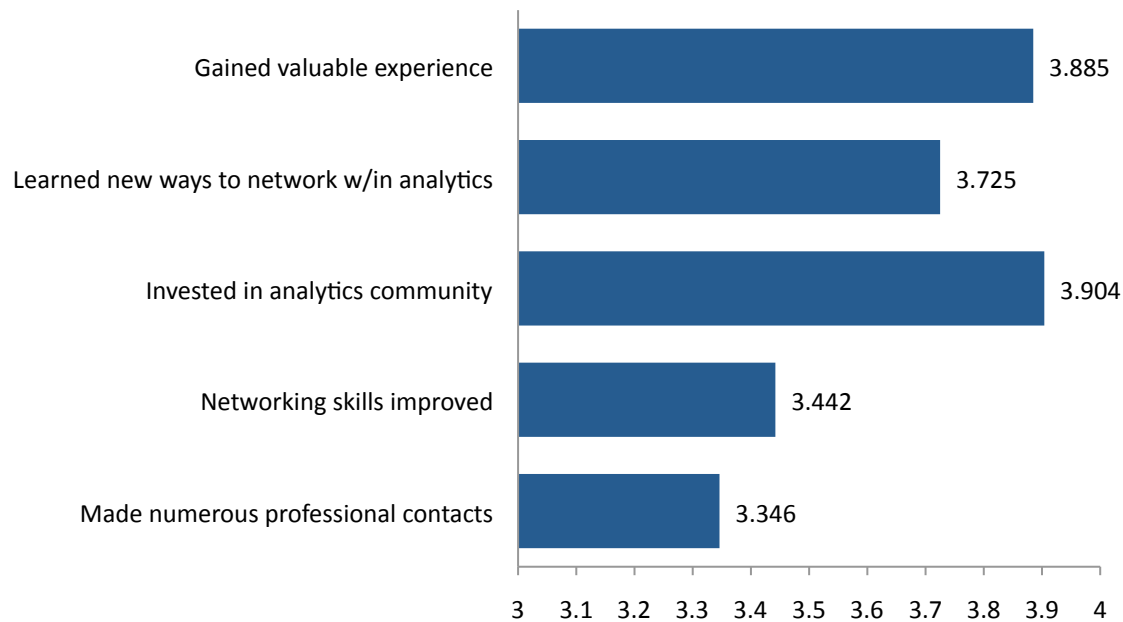 Gained valuable experience
3.885
Learned new ways to network w/in analytics
3.725
Invested in analytics community
3.904
Networking skills improved
3.442
Made numerous professional contacts
3.346
3 3.1 3.2 3.3 3.4 3.5 3.6 3.7 3.8 3.9 4